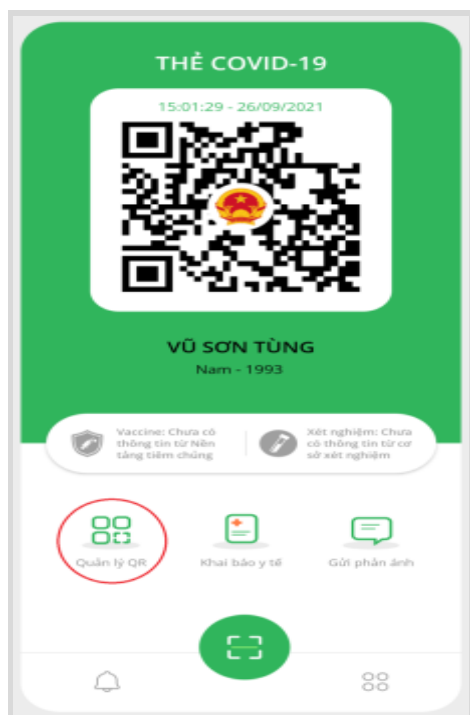 THẺ COVID-19
15:01:29 - 26/09/2021
VŨ SƠN TÙNG
Nam - 1993
Vaccine: Chưa có
thông tin từ Nền
tảng tiêm chủng
Xét nghiệm: Chưa
có thông tin từ cơ
sở xét nghiệm
Quản lý QR
Khai báo y tế
Gửi phản ánh